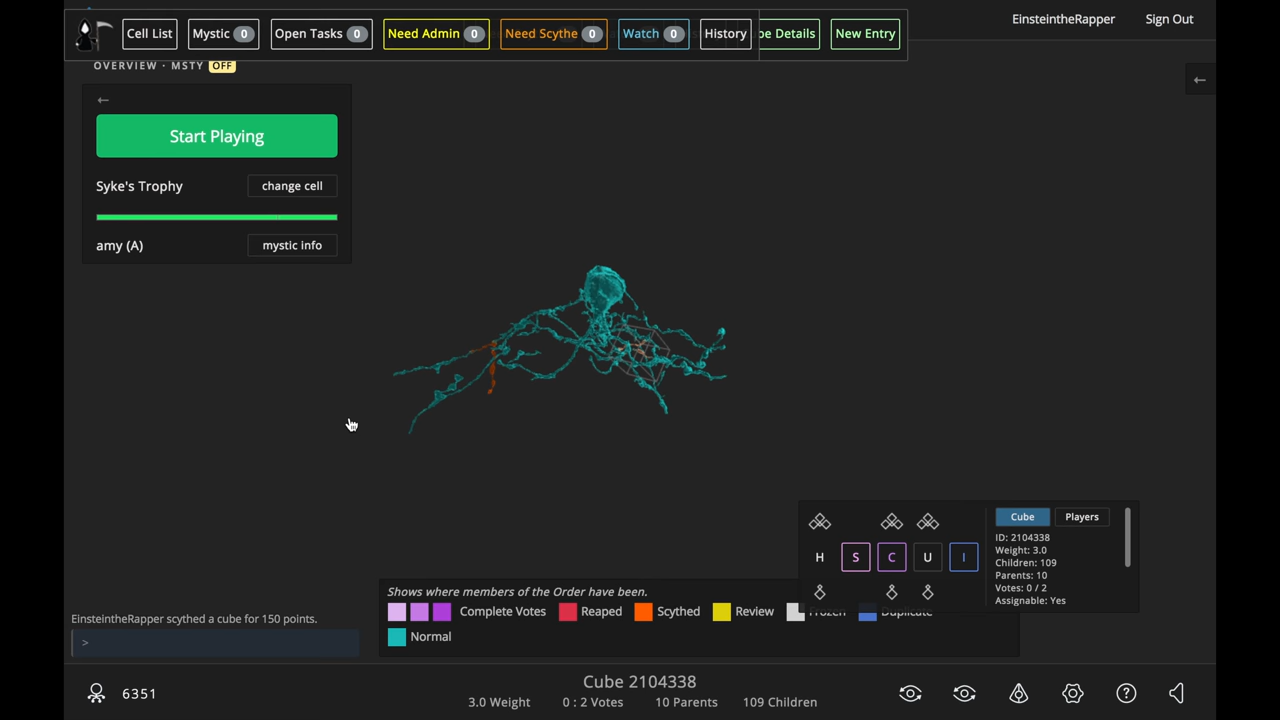 Cell List Mystic 0 Open Tasks 0 Need Admin 0 Need Scythe 0 Watch 0 History be Details New Entry EinsteintheRapper Sign Out
OVERVIEW · MSTY OFF
←
←
Start Playing
Syke's Trophy change cell
amy (A) mystic info
Cube Players
H S C U I
ID: 2104338
Weight: 3.0
Children: 109
Parents: 10
Votes: 0 / 2
Assignable: Yes
Shows where members of the Order have been.
Complete Votes Reaped Scythed Review Frozen Duplicate
Normal
EinsteintheRapper scythed a cube for 150 points.
>
6351
Cube 2104338
3.0 Weight 0 : 2 Votes 10 Parents 109 Children